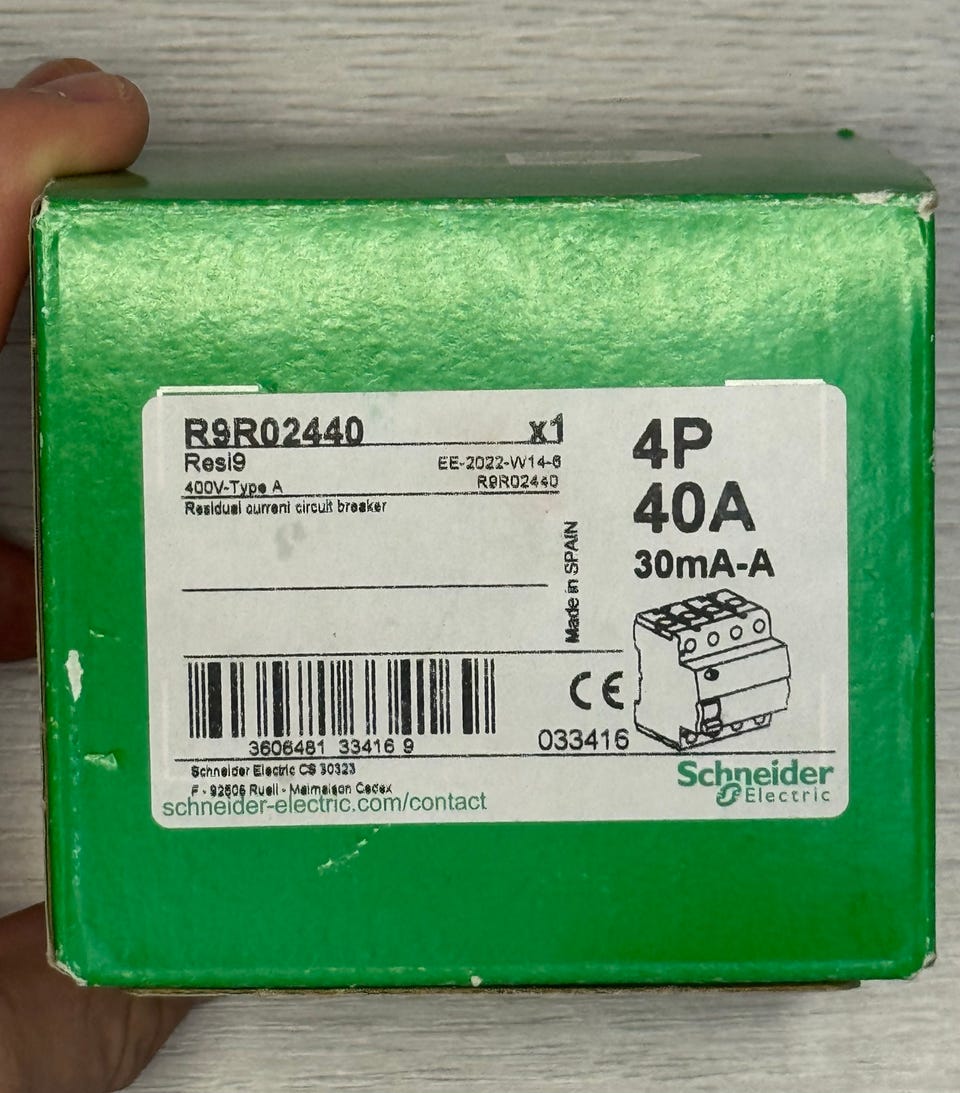 R9R02440 x1
Resi9 EE-2022-W14-6
400V-Type A R9R02440
Residual current circuit breaker
4P
40A
30mA-A
Made in SPAIN
CE
3606481 33416 9
033416
Schneider Electric CS 30323
F - 92506 Rueil - Malmaison Cedex
schneider-electric.com/contact
Schneider
Electric